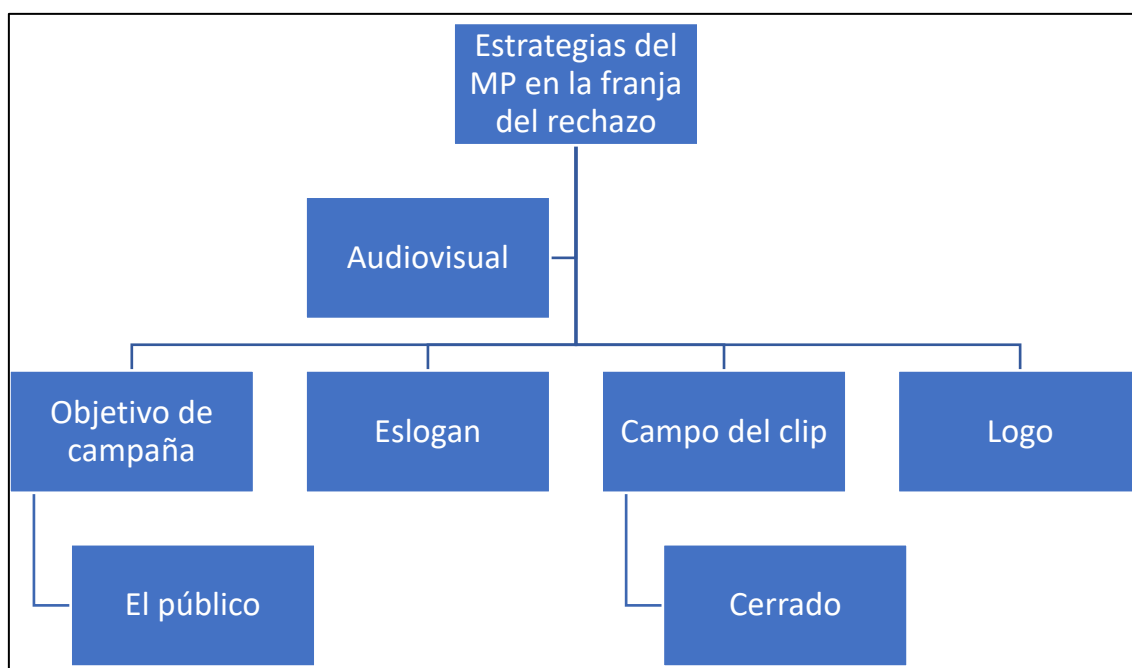 Estrategias del
MP en la franja
del rechazo
Audiovisual
Objetivo de
campaña
Eslogan
Campo del clip
Logo
El público
Cerrado